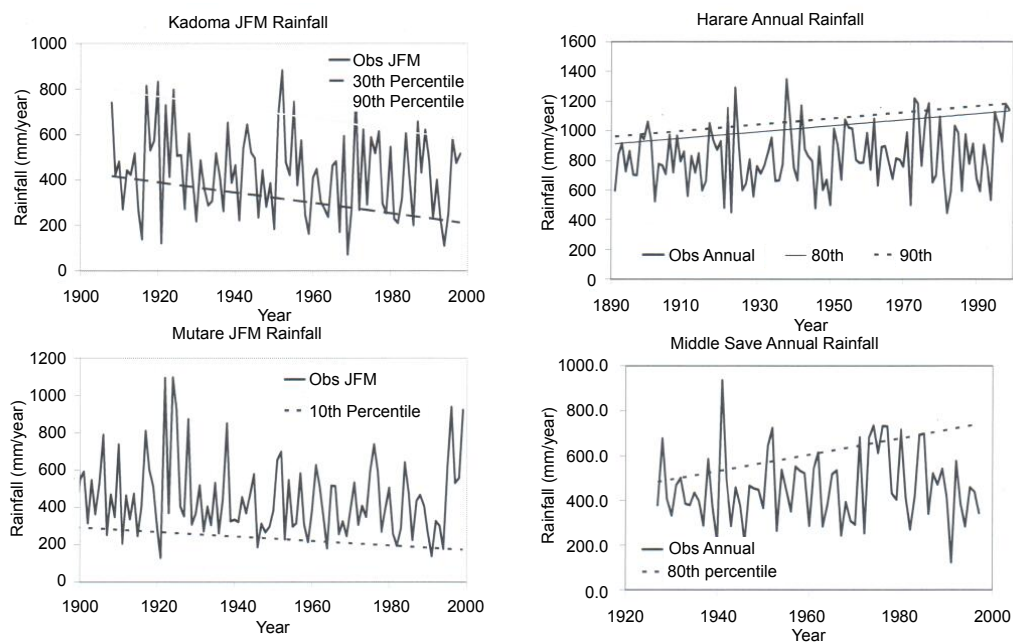 Kadoma JFM Rainfall
Rainfall (mm/year)
1000
800
600
400
200
0
Obs JFM
30th Percentile
90th Percentile
1900 1920 1940 1960 1980 2000
Year
Harare Annual Rainfall
Rainfall (mm/year)
1600
1400
1200
1000
800
600
400
200
0
Obs Annual 80th 90th
1890 1910 1930 1950 1970 1990
Year
Mutare JFM Rainfall
Rainfall (mm/year)
1200
1000
800
600
400
200
0
Obs JFM
10th Percentile
1900 1920 1940 1960 1980 2000
Year
Middle Save Annual Rainfall
Rainfall (mm/year)
1000.0
800.0
600.0
400.0
200.0
0.0
Obs Annual
80th percentile
1920 1940 1960 1980 2000
Year